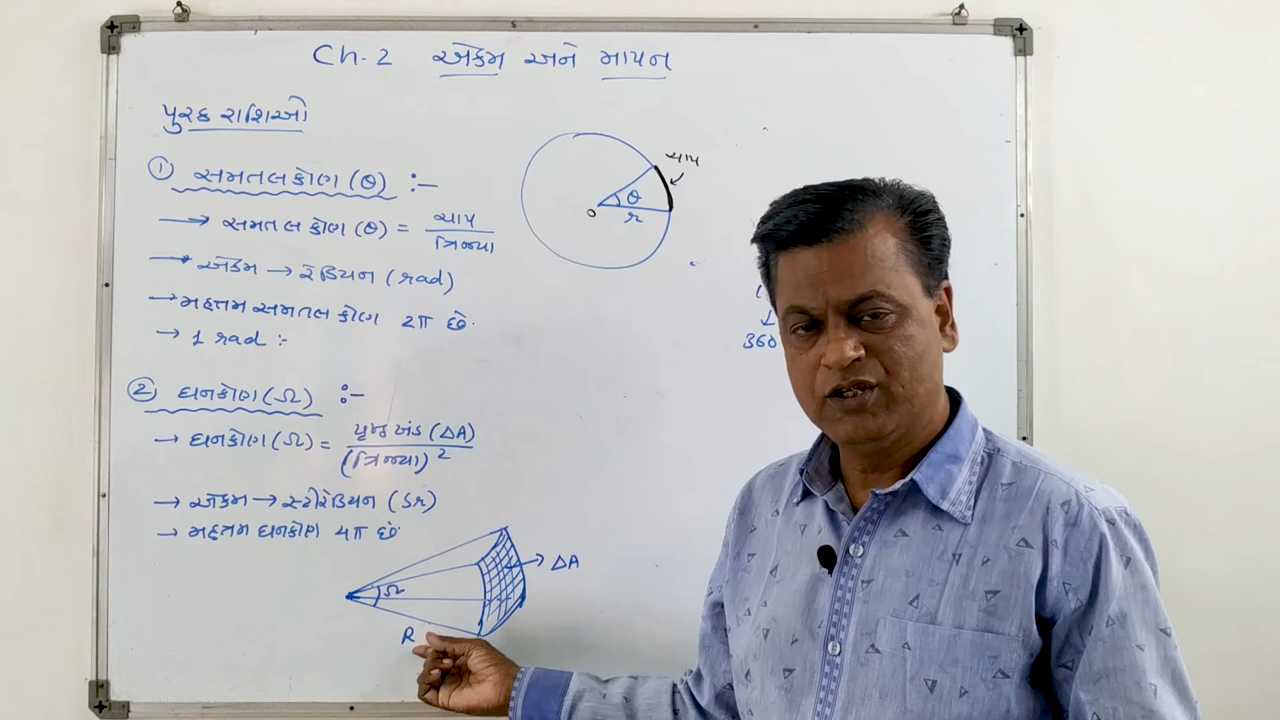 Ch. 2 એકમ અને માપન
પુરક રાશિઓ
① સમતલકોણ (θ) :-
→ સમતલ કોણ (θ) = ચાપ / ત્રિજ્યા
→ એકમ → રેડિયન (rad)
→ મહત્તમ સમતલ કોણ 2π છે.
→ 1 rad :-
ચાપ
θ
O
r
↓
360
② ઘનકોણ (Ω) :-
→ ઘનકોણ (Ω) = પૃષ્ઠ ખંડ (ΔA) / (ત્રિજ્યા)²
→ એકમ → સ્ટીરેડિયન (sr)
→ મહત્તમ ઘનકોણ 4π છે.
Ω
→ ΔA
R